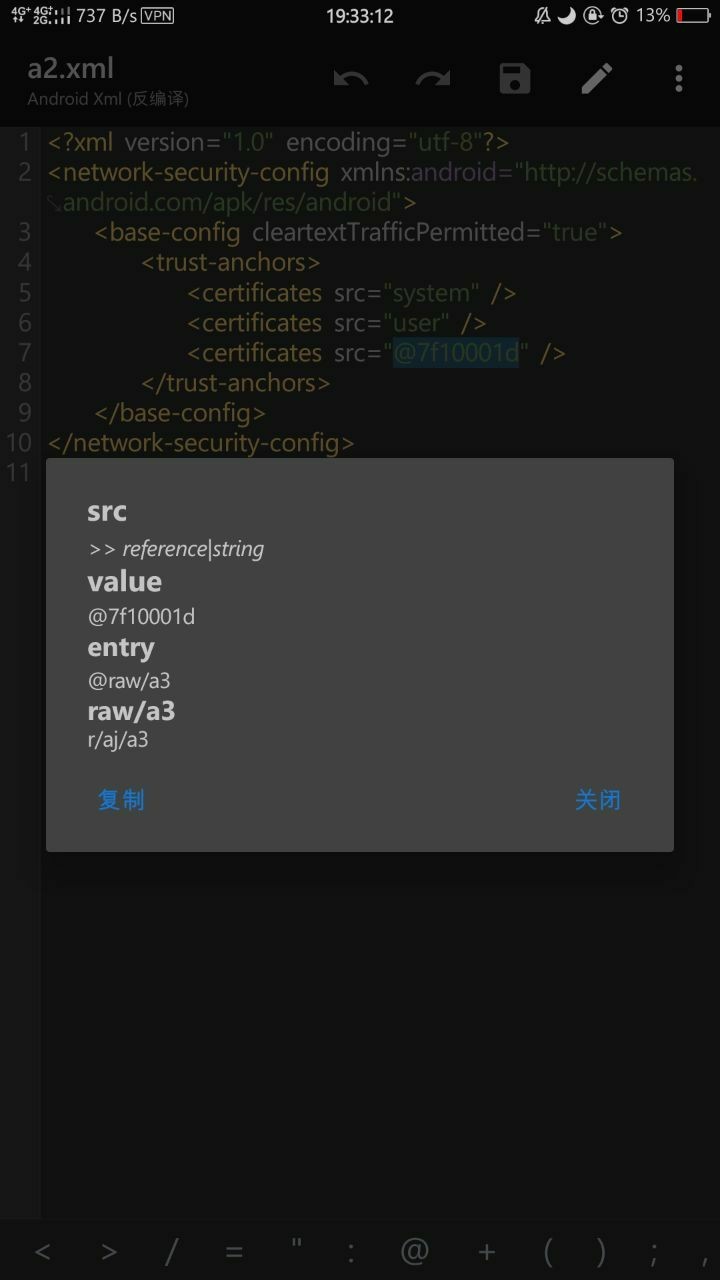 4G+ 4G+ 2G 737 B/s VPN 19:33:12 13%
a2.xml
Android Xml (反编译)
1 <?xml version="1.0" encoding="utf-8"?>
2 <network-security-config xmlns:android="http://schemas.
android.com/apk/res/android">
3 <base-config cleartextTrafficPermitted="true">
4 <trust-anchors>
5 <certificates src="system" />
6 <certificates src="user" />
7 <certificates src="@7f10001d" />
8 </trust-anchors>
9 </base-config>
10 </network-security-config>
11
src
>> reference|string
value
@7f10001d
entry
@raw/a3
raw/a3
r/aj/a3
复制 关闭
< > / = " : @ + ( ) ; ,